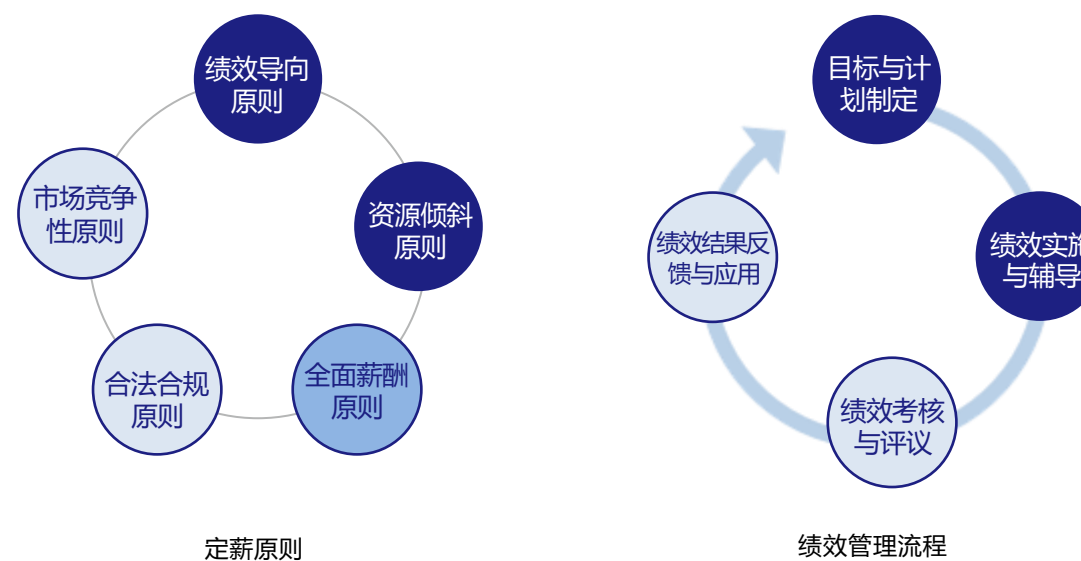 绩效导向
原则
资源倾斜
原则
全面薪酬
原则
合法合规
原则
市场竞争
性原则
定薪原则
目标与计
划制定
绩效实施
与辅导
绩效考核
与评议
绩效结果反
馈与应用
绩效管理流程